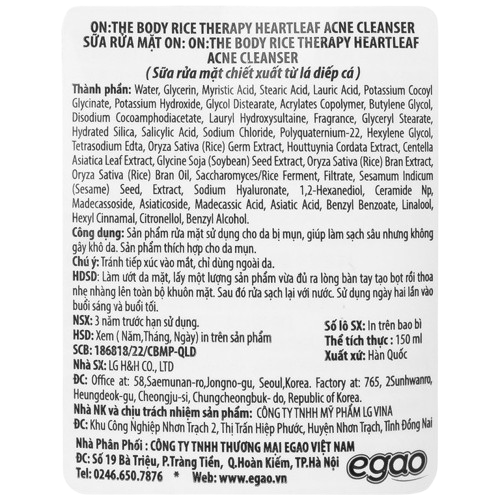 ON:THE BODY RICE THERAPY HEARTLEAF ACNE CLEANSER
SỮA RỬA MẶT ON: ON:THE BODY RICE THERAPY HEARTLEAF
ACNE CLEANSER
( Sữa rửa mặt chiết xuất từ lá diếp cá )
Thành phần: Water, Glycerin, Myristic Acid, Stearic Acid, Lauric Acid, Potassium Cocoyl
Glycinate, Potassium Hydroxide, Glycol Distearate, Acrylates Copolymer, Butylene Glycol,
Disodium Cocoamphodiacetate, Lauryl Hydroxysultaine, Fragrance, Glyceryl Stearate,
Hydrated Silica, Salicylic Acid, Sodium Chloride, Polyquaternium-22, Hexylene Glycol,
Tetrasodium Edta, Oryza Sativa (Rice) Germ Extract, Houttuynia Cordata Extract, Centella
Asiatica Leaf Extract, Glycine Soja (Soybean) Seed Extract, Oryza Sativa (Rice) Bran Extract,
Oryza Sativa (Rice) Bran Oil, Saccharomyces/Rice Ferment, Filtrate, Sesamum Indicum
(Sesame) Seed, Extract, Sodium Hyaluronate, 1,2-Hexanediol, Ceramide Np,
Madecassoside, Asiaticoside, Madecassic Acid, Asiatic Acid, Benzyl Benzoate, Linalool,
Hexyl Cinnamal, Citronellol, Benzyl Alcohol.
Công dụng: Sản phẩm rửa mặt sử dụng cho da bị mụn, giúp làm sạch sâu nhưng không
gây khô da. Sản phẩm thích hợp cho da mụn.
Chú ý: Tránh tiếp xúc vào mắt, chỉ dùng ngoài da.
HDSD: Làm ướt da mặt, lấy một lượng sản phẩm vừa đủ ra lòng bàn tay tạo bọt rồi thoa
nhẹ nhàng lên toàn bộ khuôn mặt. Sau đó rửa sạch lại với nước. Sử dụng ngày hai lần vào
buổi sáng và buổi tối.
NSX: 3 năm trước hạn sử dụng.
Số lô SX: In trên bao bì
HSD: Xem ( Năm,Tháng, Ngày) in trên sản phẩm
Thể tích thực : 150 ml
SCB: 186818/22/CBMP-QLD
Xuất xứ: Hàn Quốc
Nhà SX: LG H&H CO., LTD
ĐC: Office at: 58,Saemunan-ro,Jongno-gu, Seoul,Korea. Factory at: 765, 2Sunhwanro,
Heungdeok-gu, Cheongju-si, Chungcheongbuk- do, Republic of Korea.
Nhà NK và chịu trách nhiệm sản phẩm: CÔNG TY TNHH MỸ PHẨM LG VINA
ĐC: Khu Công Nghiệp Nhơn Trạch 2, Thị Trấn Hiệp Phước, Huyện Nhơn Trạch, Tỉnh Đồng Nai
Nhà Phân Phối : CÔNG TY TNHH THƯƠNG MẠI EGAO VIỆT NAM
ĐC: Số 19 Bà Triệu, P.Tràng Tiền, Q.Hoàn Kiếm, TP.Hà Nội
Tel: 0246.650.7876 * Website: www.egao.vn
egao